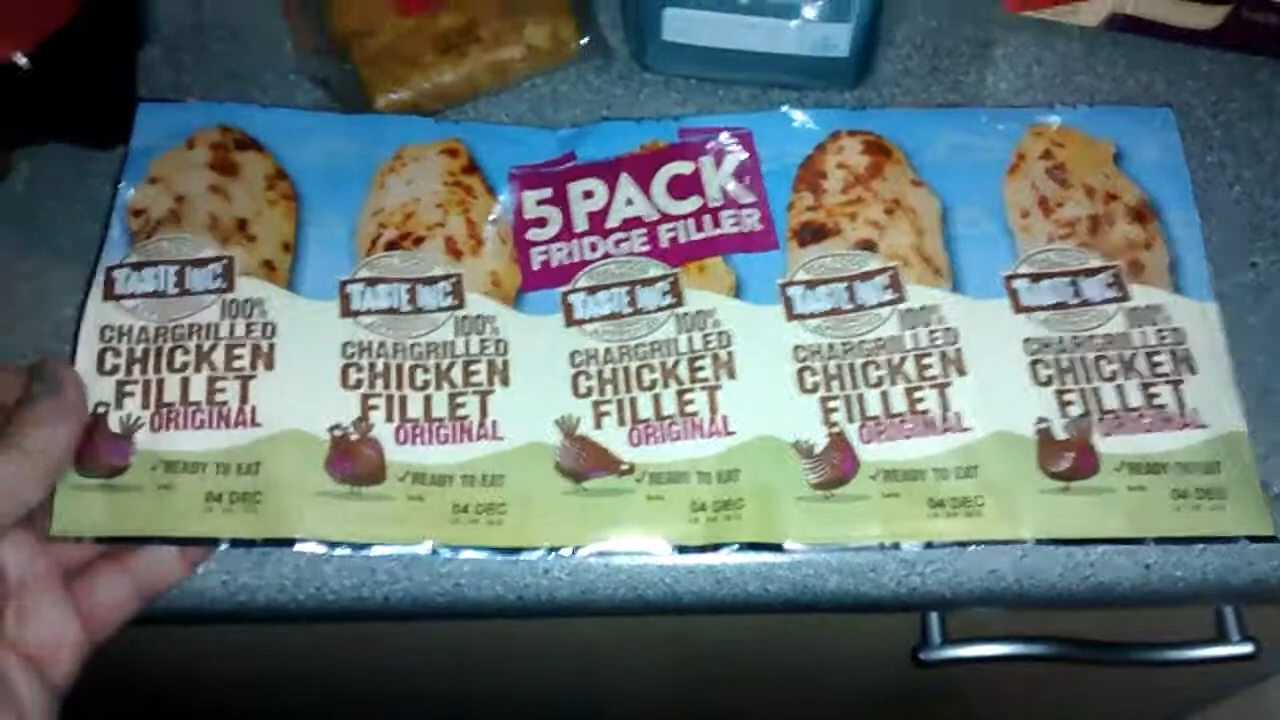 5 PACK
FRIDGE FILLER
TASTE INC.
100%
CHARGRILLED
CHICKEN
FILLET
ORIGINAL
✓READY TO EAT
04 DEC
TASTE INC.
100%
CHARGRILLED
CHICKEN
FILLET
ORIGINAL
✓READY TO EAT
04 DEC
TASTE INC.
100%
CHARGRILLED
CHICKEN
FILLET
ORIGINAL
✓READY TO EAT
04 DEC
TASTE INC.
100%
CHARGRILLED
CHICKEN
FILLET
ORIGINAL
✓READY TO EAT
04 DEC
TASTE INC.
100%
CHARGRILLED
CHICKEN
FILLET
ORIGINAL
✓READY TO EAT
04 DEC